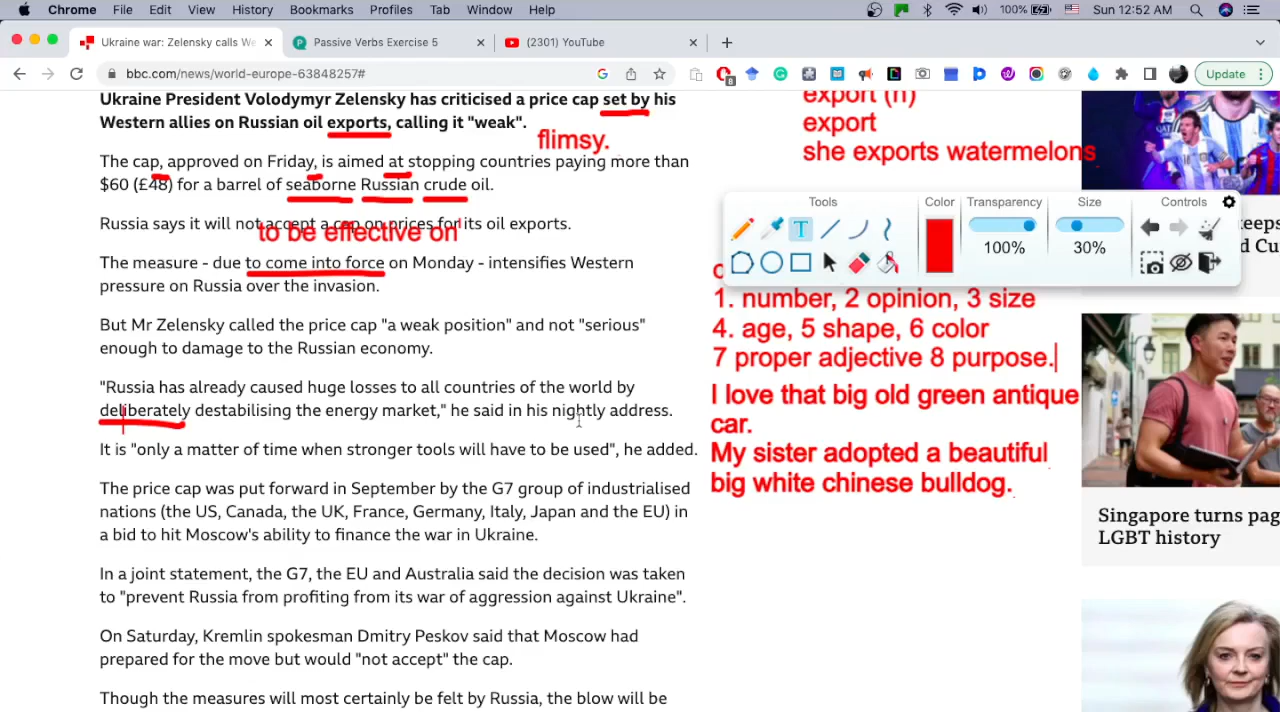 Chrome File Edit View History Bookmarks Profiles Tab Window Help 100% Sun 12:52 AM
Ukraine war: Zelensky calls We Passive Verbs Exercise 5 (2301) YouTube
bbc.com/news/world-europe-63848257# 8 Update
Ukraine President Volodymyr Zelensky has criticised a price cap set by his
Western allies on Russian oil exports, calling it "weak".
flimsy.
The cap, approved on Friday, is aimed at stopping countries paying more than
$60 (£48) for a barrel of seaborne Russian crude oil.
Russia says it will not accept a cap on prices for its oil exports.
to be effective on
The measure - due to come into force on Monday - intensifies Western
pressure on Russia over the invasion.
But Mr Zelensky called the price cap "a weak position" and not "serious"
enough to damage to the Russian economy.
"Russia has already caused huge losses to all countries of the world by
deliberately destabilising the energy market," he said in his nightly address.
It is "only a matter of time when stronger tools will have to be used", he added.
The price cap was put forward in September by the G7 group of industrialised
nations (the US, Canada, the UK, France, Germany, Italy, Japan and the EU) in
a bid to hit Moscow's ability to finance the war in Ukraine.
In a joint statement, the G7, the EU and Australia said the decision was taken
to "prevent Russia from profiting from its war of aggression against Ukraine".
On Saturday, Kremlin spokesman Dmitry Peskov said that Moscow had
prepared for the move but would "not accept" the cap.
Though the measures will most certainly be felt by Russia, the blow will be
export (n)
export
she exports watermelons
Tools Color Transparency Size Controls
T
100% 30%
1. number, 2 opinion, 3 size
4. age, 5 shape, 6 color
7 proper adjective 8 purpose.
I love that big old green antique
car.
My sister adopted a beautiful
big white chinese bulldog.
Singapore turns pag
LGBT history